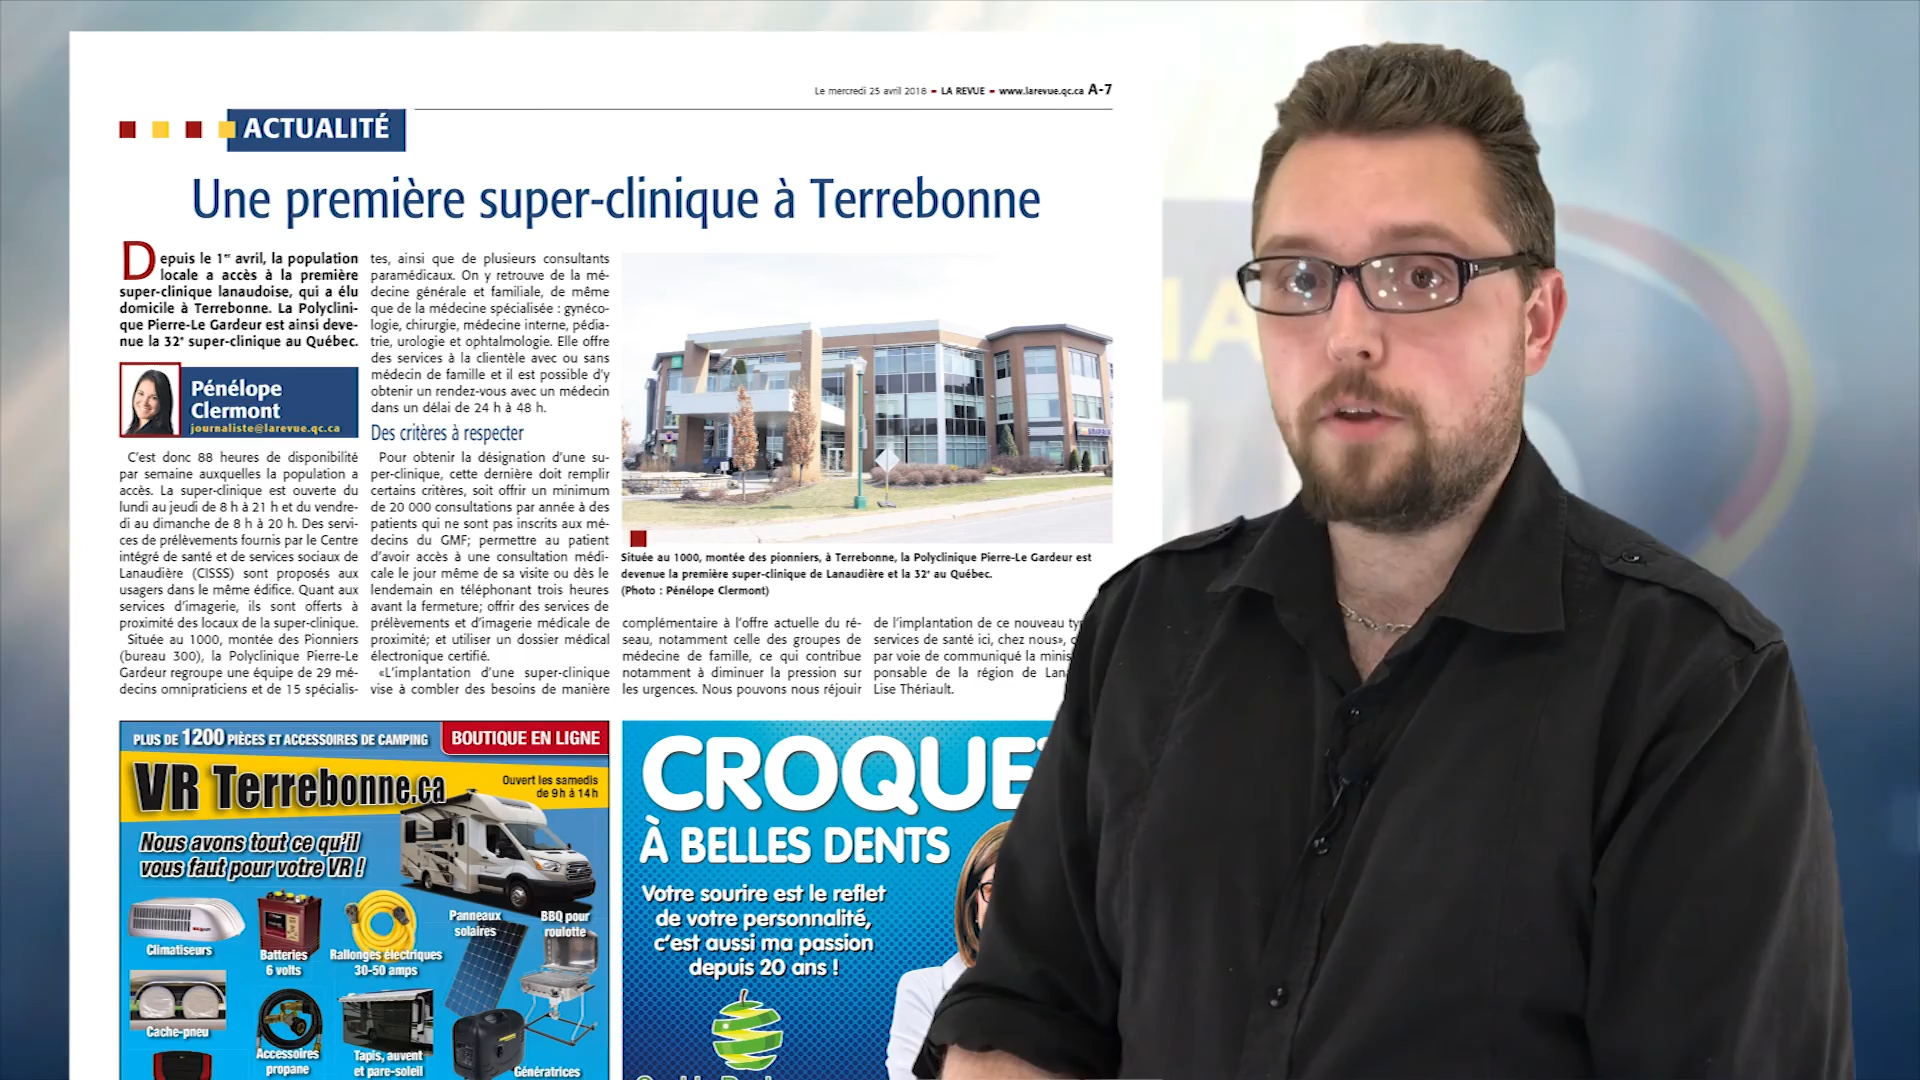 Le mercredi 25 avril 2018 - LA REVUE - www.larevue.qc.ca A-7
ACTUALITÉ
Une première super-clinique à Terrebonne
Depuis le 1er avril, la population
locale a accès à la première
super-clinique lanaudoise, qui a élu
domicile à Terrebonne. La Polyclini-
que Pierre-Le Gardeur est ainsi deve-
nue la 32e super-clinique au Québec.
Pénélope
Clermont
journaliste@larevue.qc.ca
C'est donc 88 heures de disponibilité
par semaine auxquelles la population a
accès. La super-clinique est ouverte du
lundi au jeudi de 8 h à 21 h et du vendre-
di au dimanche de 8 h à 20 h. Des servi-
ces de prélèvements fournis par le Centre
intégré de santé et de services sociaux de
Lanaudière (CISSS) sont proposés aux
usagers dans le même édifice. Quant aux
services d'imagerie, ils sont offerts à
proximité des locaux de la super-clinique.
Située au 1000, montée des Pionniers
(bureau 300), la Polyclinique Pierre-Le
Gardeur regroupe une équipe de 29 mé-
decins omnipraticiens et de 15 spécialis-
tes, ainsi que de plusieurs consultants
paramédicaux. On y retrouve de la mé-
decine générale et familiale, de même
que de la médecine spécialisée : gynéco-
logie, chirurgie, médecine interne, pédia-
trie, urologie et ophtalmologie. Elle offre
des services à la clientèle avec ou sans
médecin de famille et il est possible d'y
obtenir un rendez-vous avec un médecin
dans un délai de 24 h à 48 h.
Des critères à respecter
Pour obtenir la désignation d'une su-
per-clinique, cette dernière doit remplir
certains critères, soit offrir un minimum
de 20 000 consultations par année à des
patients qui ne sont pas inscrits aux mé-
decins du GMF; permettre au patient
d'avoir accès à une consultation médi-
cale le jour même de sa visite ou dès le
lendemain en téléphonant trois heures
avant la fermeture; offrir des services de
prélèvements et d'imagerie médicale de
proximité; et utiliser un dossier médical
électronique certifié.
«L'implantation d'une super-clinique
vise à combler des besoins de manière
Située au 1000, montée des pionniers, à Terrebonne, la Polyclinique Pierre-Le Gardeur est
devenue la première super-clinique de Lanaudière et la 32e au Québec.
(Photo : Pénélope Clermont)
complémentaire à l'offre actuelle du ré-
seau, notamment celle des groupes de
médecine de famille, ce qui contribue
notamment à diminuer la pression sur
les urgences. Nous pouvons nous réjouir
de l'implantation de ce nouveau
services de santé ici, chez nous»,
par voie de communiqué la
ponsable de la région de
Lise Thériault.
PLUS DE 1200 PIÈCES ET ACCESSOIRES DE CAMPING
BOUTIQUE EN LIGNE
VR Terrebonne.ca
Ouvert les samedis
de 9h à 14h
Nous avons tout ce qu'il
vous faut pour votre VR !
Climatiseurs
Batteries
6 volts
Rallonges électriques
30-50 amps
Panneaux
solaires
BBQ pour
roulotte
Cache-pneu
Accessoires
propane
Tapis, auvent
et pare-soleil
Génératrices
CROQUE
À BELLES DENTS
Votre sourire est le reflet
de votre personnalité,
c'est aussi ma passion
depuis 20 ans !